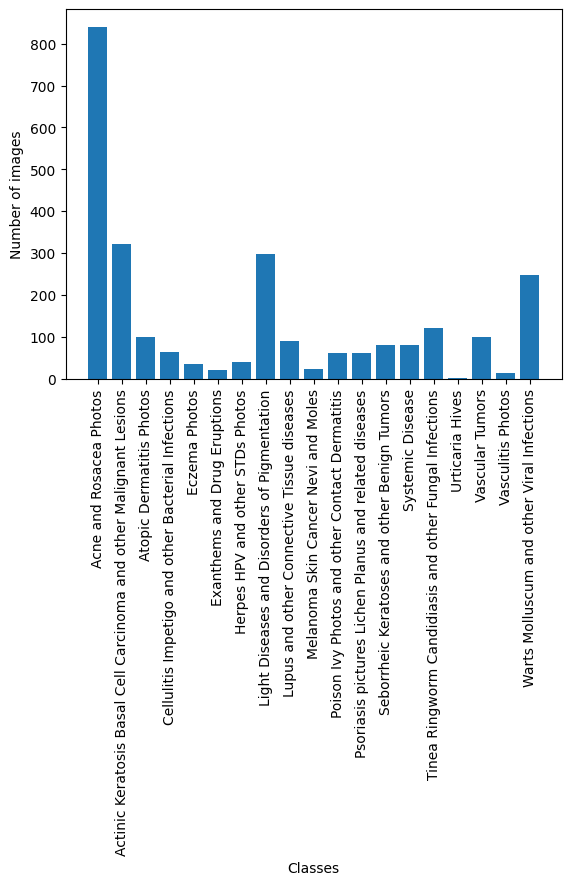 Number of images
800
700
600
500
400
300
200
100
0
Acne and Rosacea Photos
Actinic Keratosis Basal Cell Carcinoma and other Malignant Lesions
Atopic Dermatitis Photos
Cellulitis Impetigo and other Bacterial Infections
Eczema Photos
Exanthems and Drug Eruptions
Herpes HPV and other STDs Photos
Light Diseases and Disorders of Pigmentation
Lupus and other Connective Tissue diseases
Melanoma Skin Cancer Nevi and Moles
Poison Ivy Photos and other Contact Dermatitis
Psoriasis pictures Lichen Planus and related diseases
Seborrheic Keratoses and other Benign Tumors
Systemic Disease
Tinea Ringworm Candidiasis and other Fungal Infections
Urticaria Hives
Vascular Tumors
Vasculitis Photos
Warts Molluscum and other Viral Infections
Classes